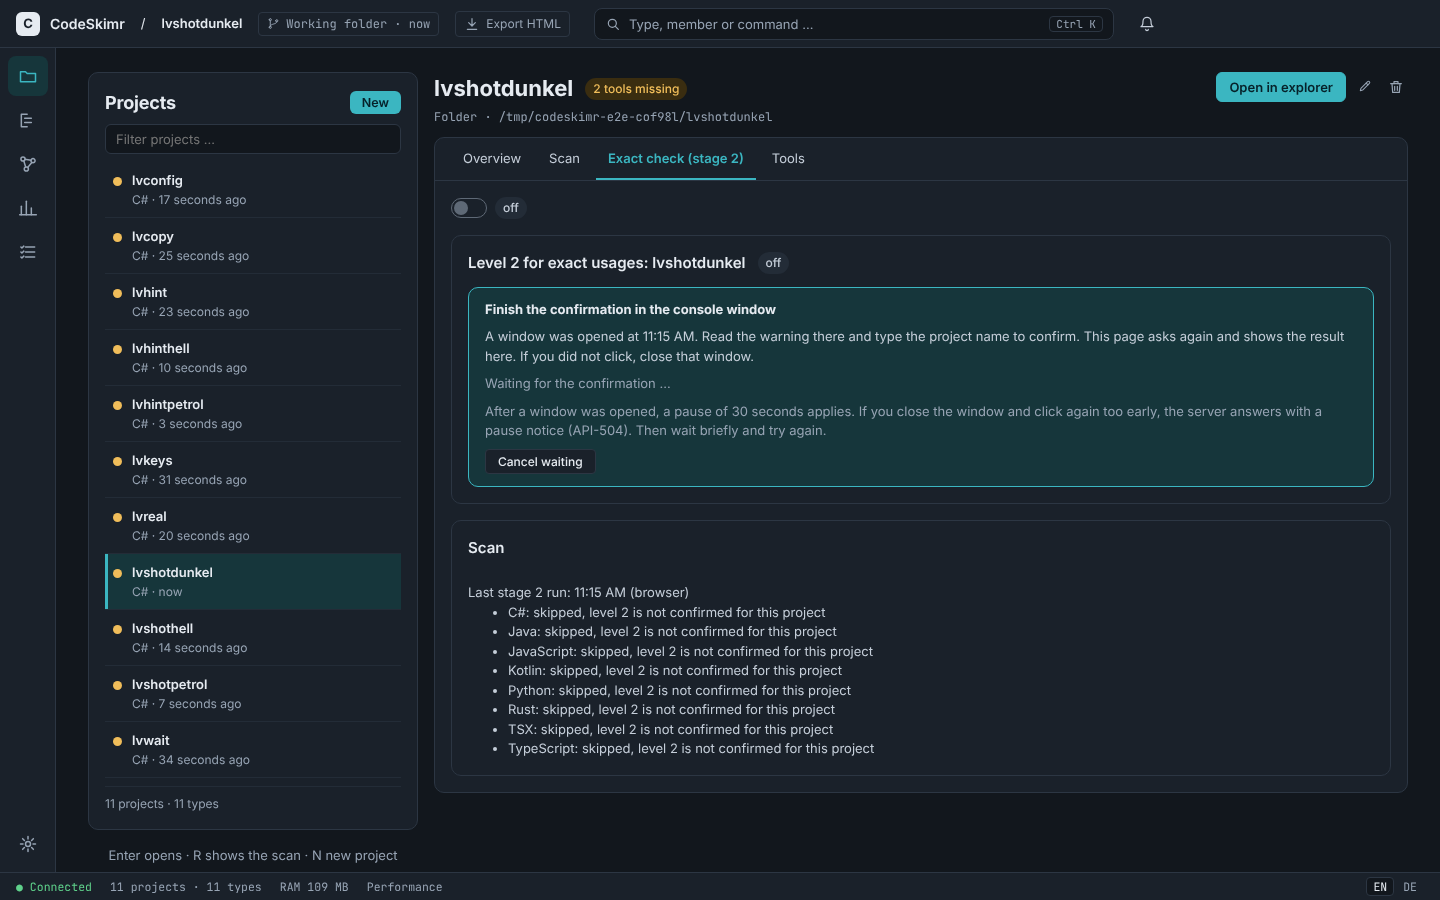 C CodeSkimr / lvshotdunkel Working folder · now Export HTML Type, member or command ... Ctrl K
Projects New
Filter projects ...
lvconfig
C# · 17 seconds ago
lvcopy
C# · 25 seconds ago
lvhint
C# · 23 seconds ago
lvhinthell
C# · 10 seconds ago
lvhintpetrol
C# · 3 seconds ago
lvkeys
C# · 31 seconds ago
lvreal
C# · 20 seconds ago
lvshotdunkel
C# · now
lvshothell
C# · 14 seconds ago
lvshotpetrol
C# · 7 seconds ago
lvwait
C# · 34 seconds ago
11 projects · 11 types
Enter opens · R shows the scan · N new project
lvshotdunkel 2 tools missing Open in explorer
Folder · /tmp/codeskimr-e2e-cof98l/lvshotdunkel
Overview Scan Exact check (stage 2) Tools
off
Level 2 for exact usages: lvshotdunkel off
Finish the confirmation in the console window
A window was opened at 11:15 AM. Read the warning there and type the project name to confirm. This page asks again and shows the result
here. If you did not click, close that window.
Waiting for the confirmation ...
After a window was opened, a pause of 30 seconds applies. If you close the window and click again too early, the server answers with a
pause notice (API-504). Then wait briefly and try again.
Cancel waiting
Scan
Last stage 2 run: 11:15 AM (browser)
• C#: skipped, level 2 is not confirmed for this project
• Java: skipped, level 2 is not confirmed for this project
• JavaScript: skipped, level 2 is not confirmed for this project
• Kotlin: skipped, level 2 is not confirmed for this project
• Python: skipped, level 2 is not confirmed for this project
• Rust: skipped, level 2 is not confirmed for this project
• TSX: skipped, level 2 is not confirmed for this project
• TypeScript: skipped, level 2 is not confirmed for this project
Connected 11 projects · 11 types RAM 109 MB Performance EN DE